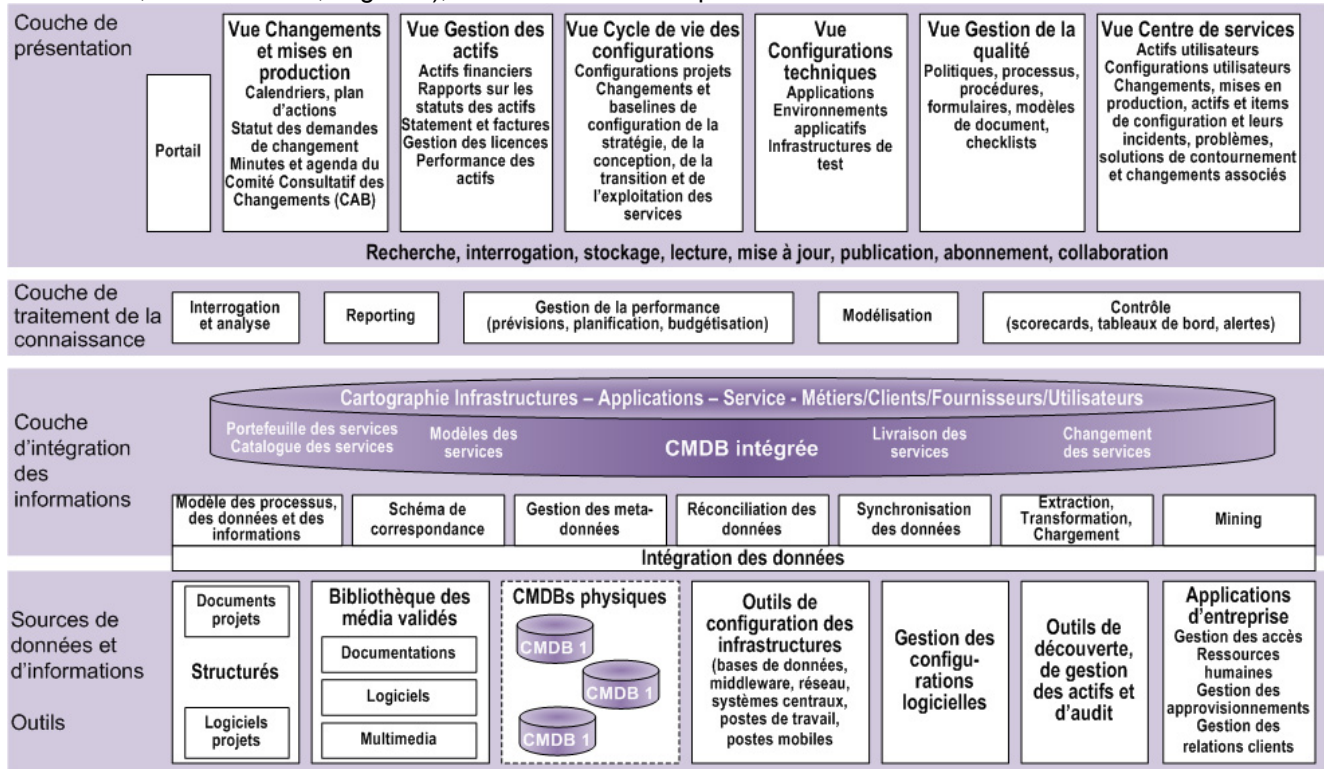 Couche de
présentation
Portail
Vue Changements
et mises en
production
Calendriers, plan
d'actions
Statut des demandes
de changement
Minutes et agenda du
Comité Consultatif des
Changements (CAB)
Vue Gestion des
actifs
Actifs financiers
Rapports sur les
statuts des actifs
Statement et factures
Gestion des licences
Performance des
actifs
Vue Cycle de vie des
configurations
Configurations projets
Changements et
baselines de
configuration de la
stratégie, de la
conception, de la
transition et de
l'exploitation des
services
Vue
Configurations
techniques
Applications
Environnements
applicatifs
Infrastructures de
test
Vue Gestion de la
qualité
Politiques, processus,
procédures,
formulaires, modèles
de document,
checklists
Vue Centre de services
Actifs utilisateurs
Configurations utilisateurs
Changements, mises en
production, actifs et items
de configuration et leurs
incidents, problèmes,
solutions de contournement
et changements associés
Recherche, interrogation, stockage, lecture, mise à jour, publication, abonnement, collaboration
Couche de
traitement de la
connaissance
Interrogation
et analyse
Reporting
Gestion de la performance
(prévisions, planification, budgétisation)
Modélisation
Contrôle
(scorecards, tableaux de bord, alertes)
Couche
d'intégration
des
informations
Cartographie Infrastructures – Applications – Service - Métiers/Clients/Fournisseurs/Utilisateurs
Portefeuille des services
Catalogue des services
Modèles des
services
CMDB intégrée
Livraison des
services
Changement
des services
Modèle des processus,
des données et des
informations
Schéma de
correspondance
Gestion des meta-
données
Réconciliation des
données
Synchronisation
des données
Extraction,
Transformation,
Chargement
Mining
Intégration des données
Sources de
données et
d'informations
Outils
Documents
projets
Structurés
Logiciels
projets
Bibliothèque des
média validés
Documentations
Logiciels
Multimedia
CMDBs physiques
CMDB 1
CMDB 1
CMDB 1
Outils de
configuration des
infrastructures
(bases de données,
middleware, réseau,
systèmes centraux,
postes de travail,
postes mobiles
Gestion des
configu-
rations
logicielles
Outils de
découverte,
de gestion
des actifs et
d'audit
Applications
d'entreprise
Gestion des accès
Ressources
humaines
Gestion des
approvisionnements
Gestion des
relations clients